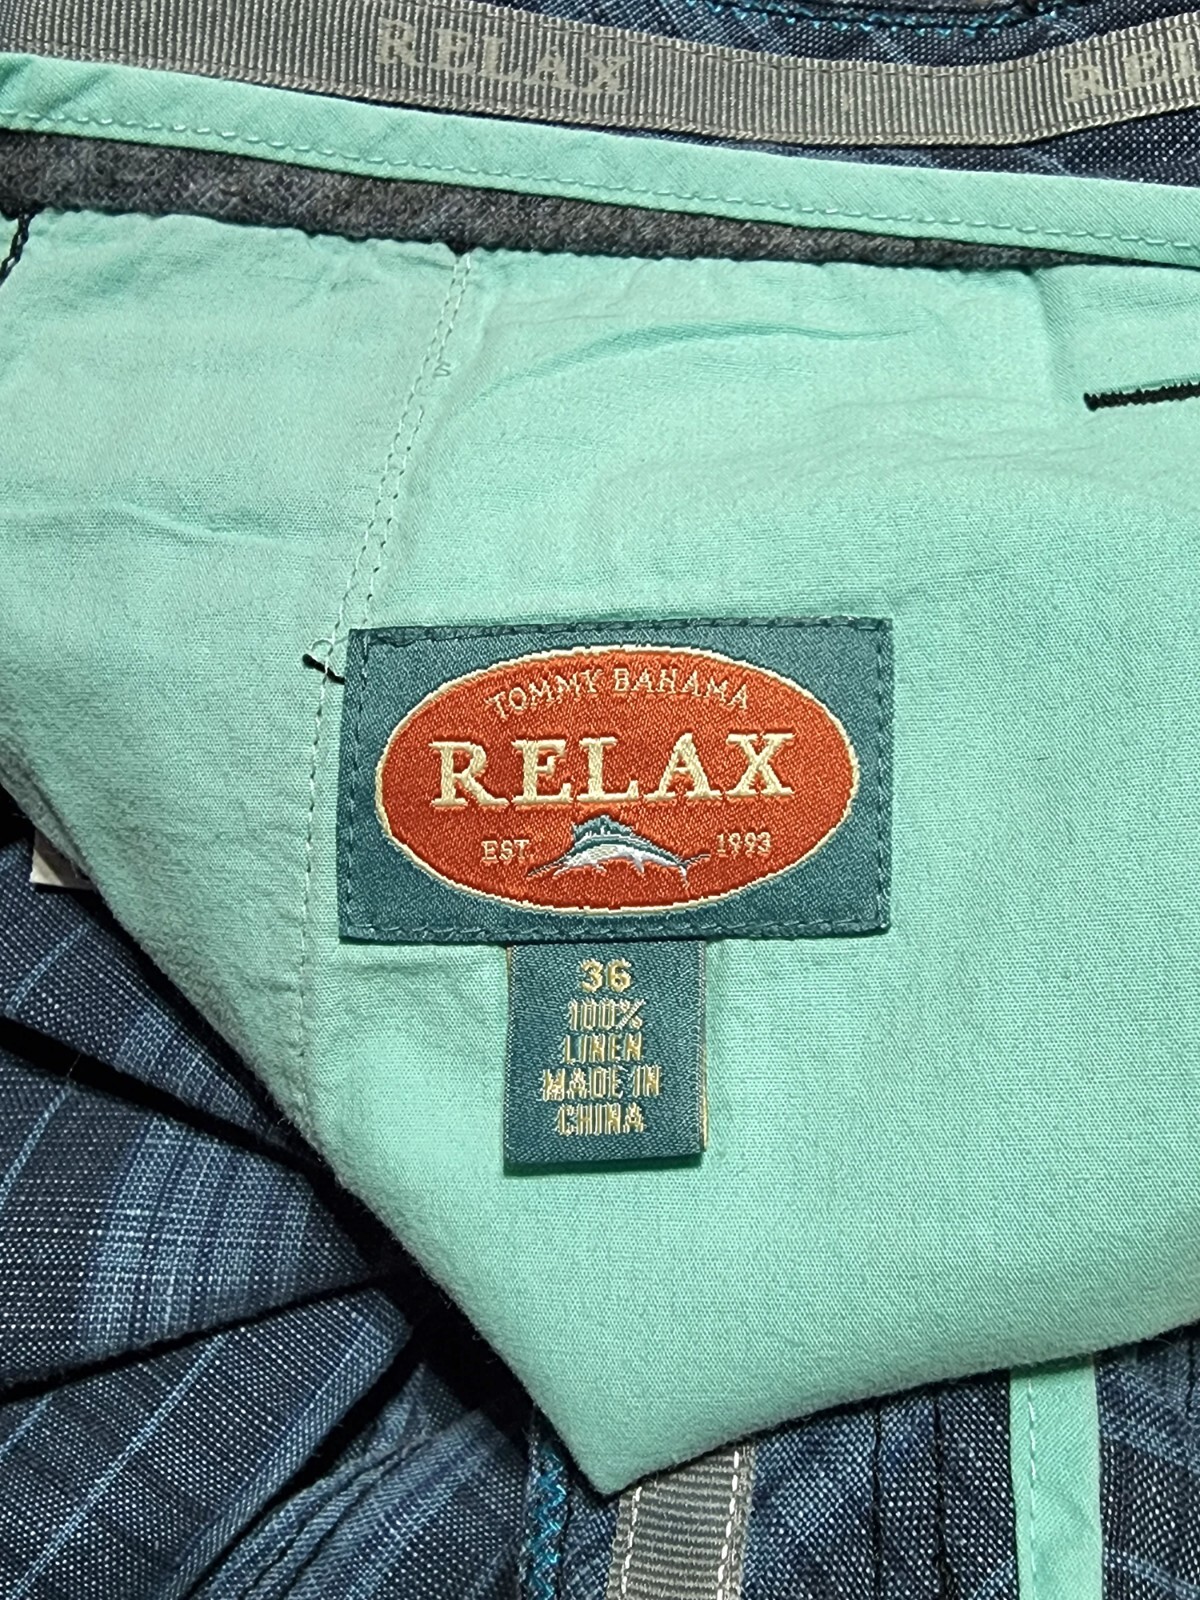 RELAX
TOMMY BAHAMA
RELAX
EST. 1993
36
100%
LINEN
MADE IN
CHINA